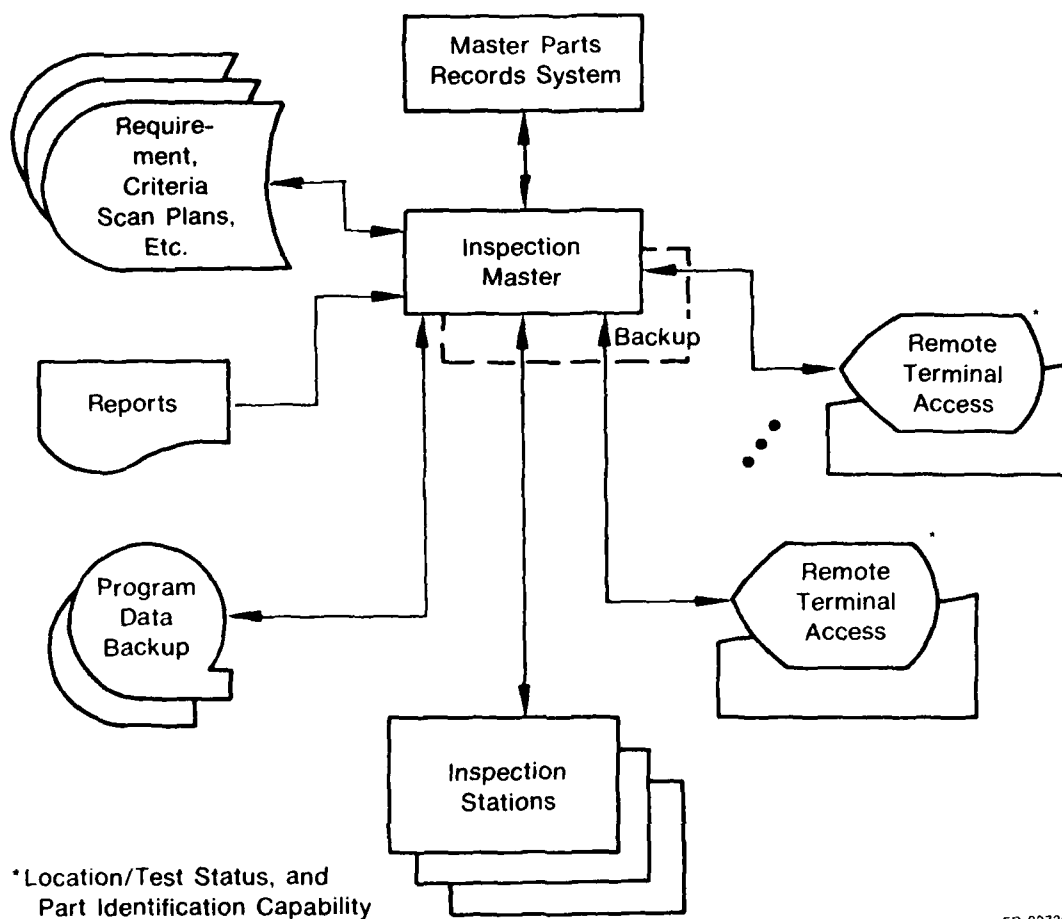 Master Parts
Records System
Require-
ment,
Criteria
Scan Plans,
Etc.
Inspection
Master
Backup
Reports
*
Remote
Terminal
Access
*
Remote
Terminal
Access
Program
Data
Backup
Inspection
Stations
*Location/Test Status, and
Part Identification Capability